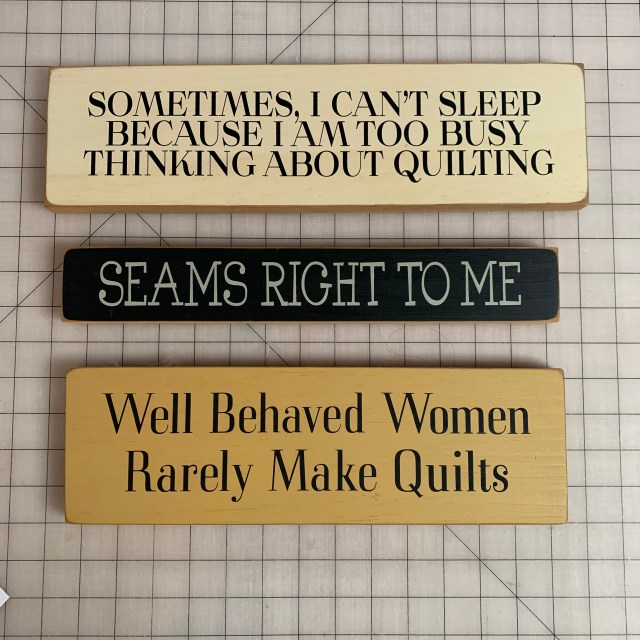 SOMETIMES, I CAN'T SLEEP
BECAUSE I AM TOO BUSY
THINKING ABOUT QUILTING
SEAMS RIGHT TO ME
Well Behaved Women
Rarely Make Quilts